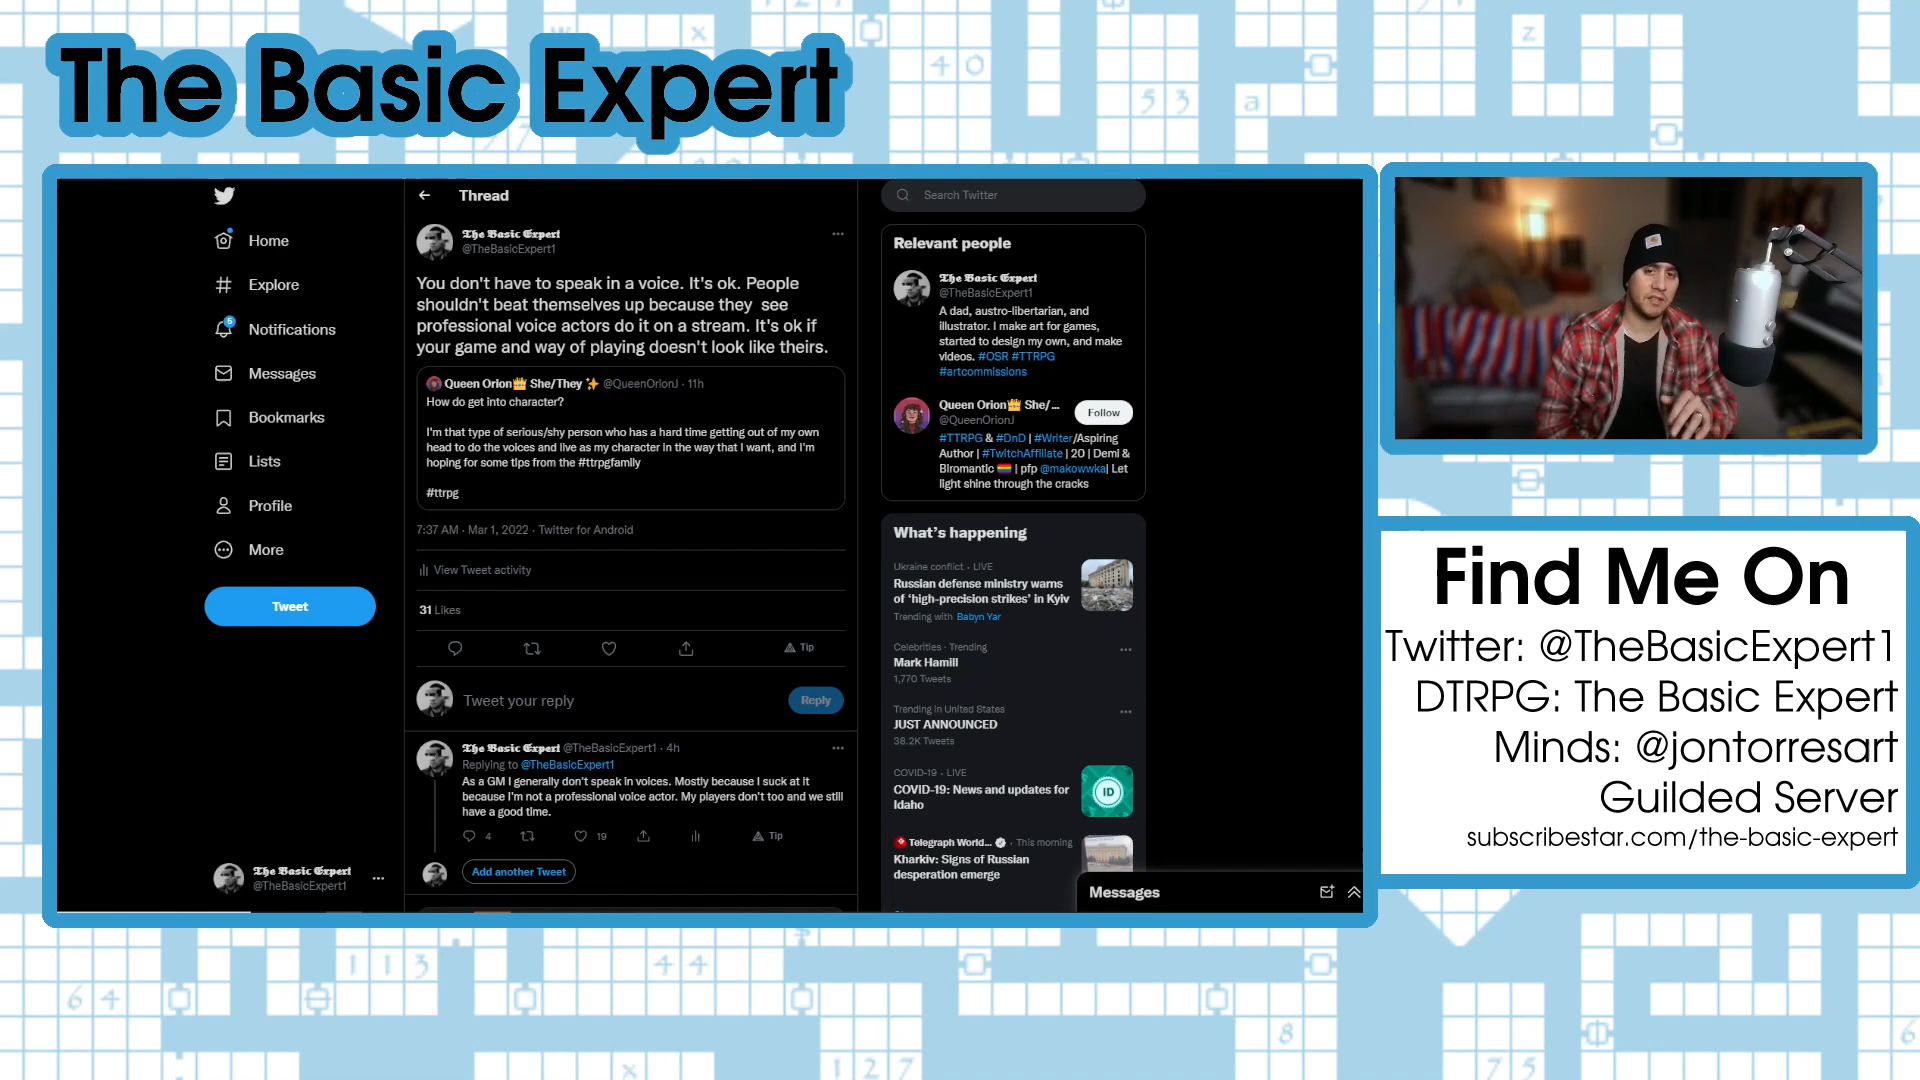 The Basic Expert
Home
Explore
5
Notifications
Messages
Bookmarks
Lists
Profile
More
Tweet
The Basic Expert
@TheBasicExpert1
Thread
The Basic Expert
@TheBasicExpert1
You don't have to speak in a voice. It's ok. People
shouldn't beat themselves up because they see
professional voice actors do it on a stream. It's ok if
your game and way of playing doesn't look like theirs.
Queen Orion👑 She/They ✨ @QueenOrionJ · 11h
How do get into character?
I'm that type of serious/shy person who has a hard time getting out of my own
head to do the voices and live as my character in the way that I want, and I'm
hoping for some tips from the #ttrpgfamily
#ttrpg
7:37 AM · Mar 1, 2022 · Twitter for Android
View Tweet activity
31 Likes
Tip
Tweet your reply
Reply
The Basic Expert @TheBasicExpert1 · 4h
Replying to @TheBasicExpert1
As a GM I generally don't speak in voices. Mostly because I suck at it
because I'm not a professional voice actor. My players don't too and we still
have a good time.
4 19 Tip
Add another Tweet
Search Twitter
Relevant people
The Basic Expert
@TheBasicExpert1
A dad, austro-libertarian, and
illustrator. I make art for games,
started to design my own, and make
videos. #OSR #TTRPG
#artcommissions
Queen Orion👑 She/...
@QueenOrionJ
Follow
#TTRPG & #DnD | #Writer/Aspiring
Author | #TwitchAffiliate | 20 | Demi &
Biromantic 🏳️‍🌈 | pfp @makowwka| Let
light shine through the cracks
What's happening
Ukraine conflict · LIVE
Russian defense ministry warns
of 'high-precision strikes' in Kyiv
Trending with Babyn Yar
Celebrities · Trending
Mark Hamill
1,770 Tweets
Trending in United States
JUST ANNOUNCED
38.2K Tweets
COVID-19 · LIVE
COVID-19: News and updates for
Idaho
ID
Telegraph World... · This morning
Kharkiv: Signs of Russian
desperation emerge
Messages
Find Me On
Twitter: @TheBasicExpert1
DTRPG: The Basic Expert
Minds: @jontorresart
Guilded Server
subscribestar.com/the-basic-expert
40
53
a
z
x
113
44
64
127
8
75
x
6